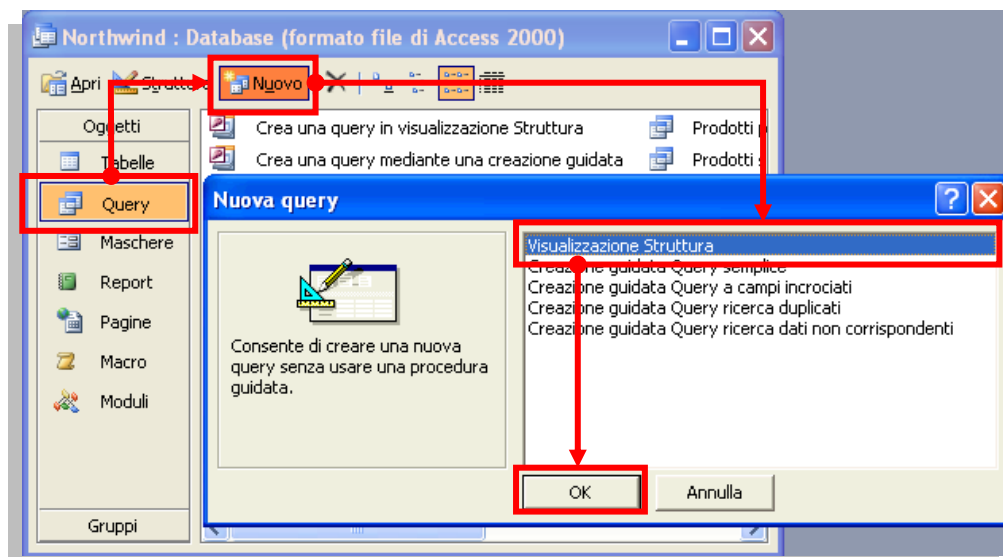 Northwind : Database (formato file di Access 2000)
Apri Nuovo
Oggetti
Tabelle
Query
Maschere
Report
Pagine
Macro
Moduli
Gruppi
Crea una query in visualizzazione Struttura
Crea una query mediante una creazione guidata
Prodotti
Prodotti
Nuova query
Consente di creare una nuova
query senza usare una procedura
guidata.
Visualizzazione Struttura
Creazione guidata Query semplice
Creazione guidata Query a campi incrociati
Creazione guidata Query ricerca duplicati
Creazione guidata Query ricerca dati non corrispondenti
OK
Annulla